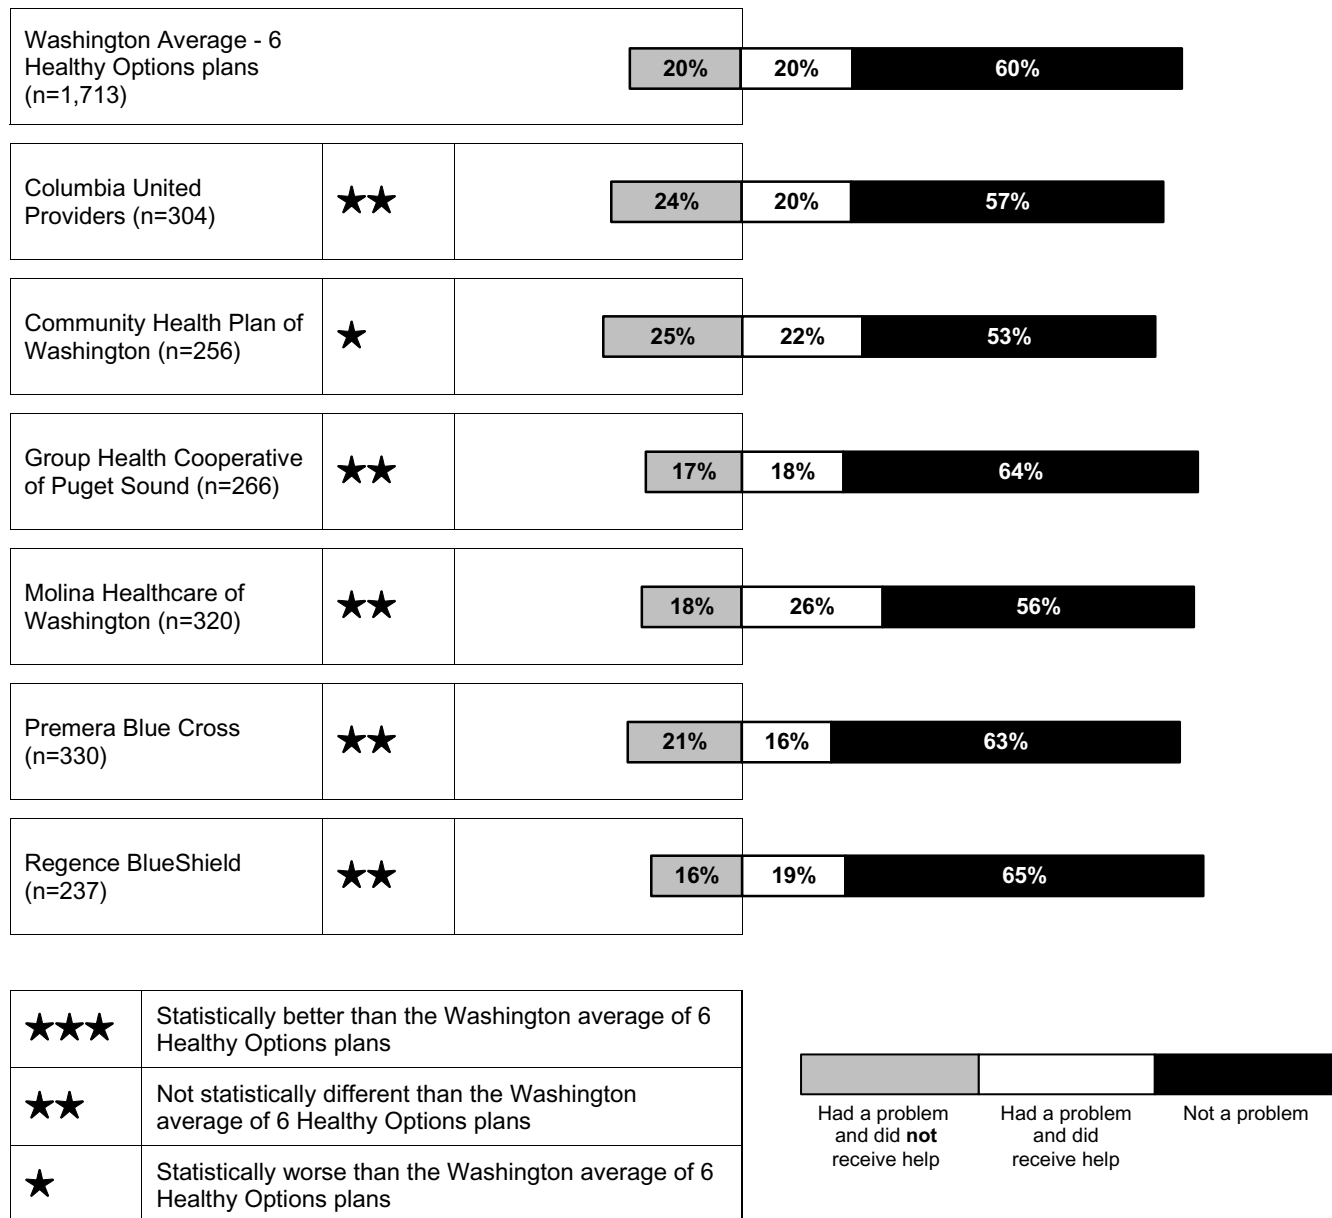 Washington Average - 6
Healthy Options plans
(n=1,713)
20% 20% 60%
Columbia United
Providers (n=304)
24% 20% 57%
Community Health Plan of
Washington (n=256)
25% 22% 53%
Group Health Cooperative
of Puget Sound (n=266)
17% 18% 64%
Molina Healthcare of
Washington (n=320)
18% 26% 56%
Premera Blue Cross
(n=330)
21% 16% 63%
Regence BlueShield
(n=237)
16% 19% 65%
Statistically better than the Washington average of 6
Healthy Options plans
Not statistically different than the Washington
average of 6 Healthy Options plans
Statistically worse than the Washington average of 6
Healthy Options plans
Had a problem
and did not
receive help
Had a problem
and did
receive help
Not a problem